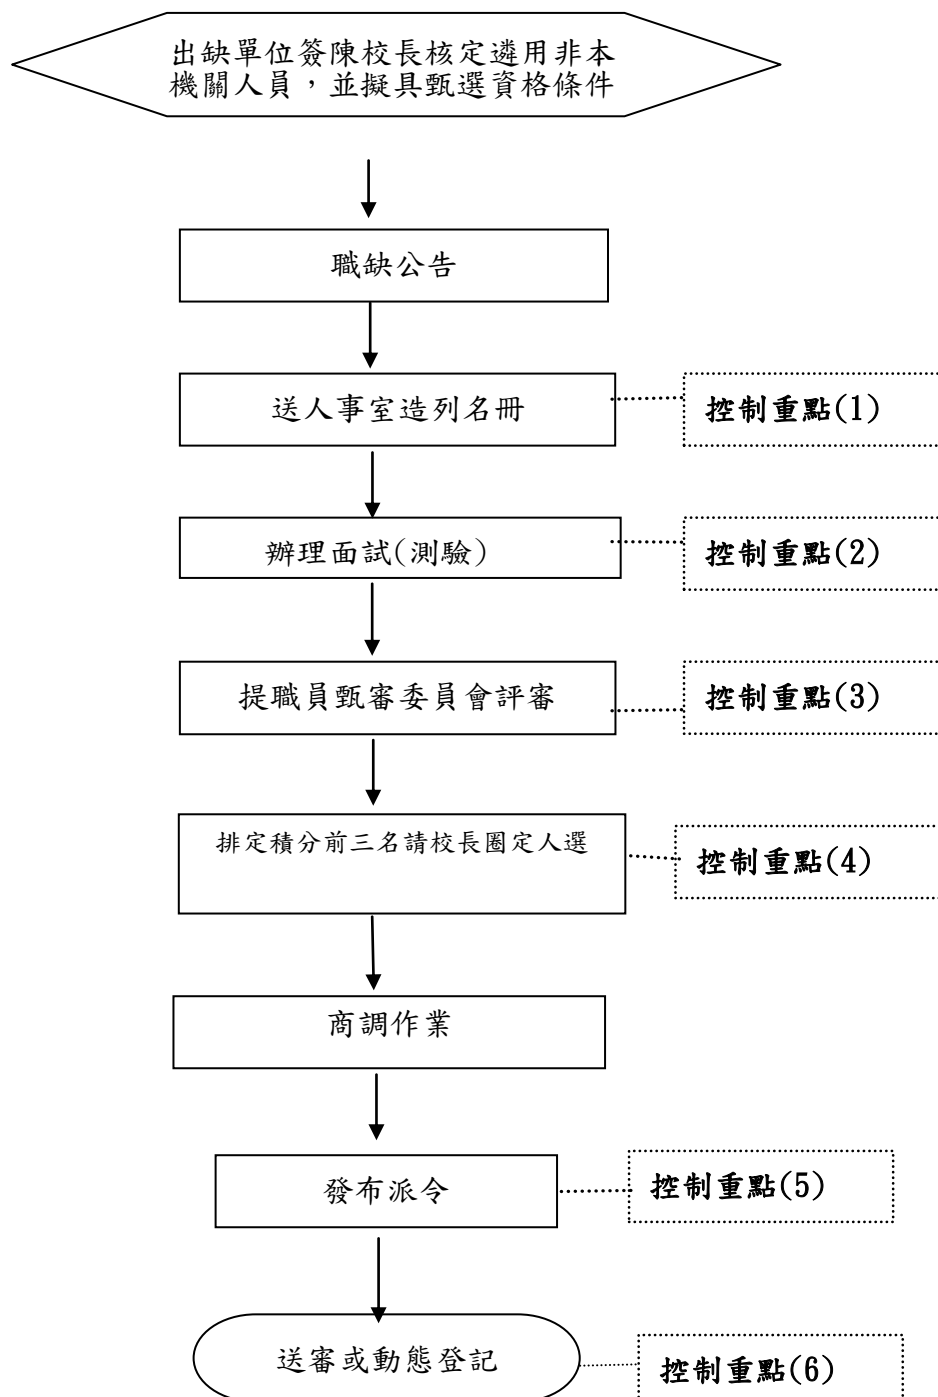 出缺單位簽陳校長核定遴用非本
機關人員，並擬具甄選資格條件
職缺公告
送人事室造列名冊
控制重點(1)
辦理面試(測驗)
控制重點(2)
提職員甄審委員會評審
控制重點(3)
排定積分前三名請校長圈定人選
控制重點(4)
商調作業
發布派令
控制重點(5)
送審或動態登記
控制重點(6)